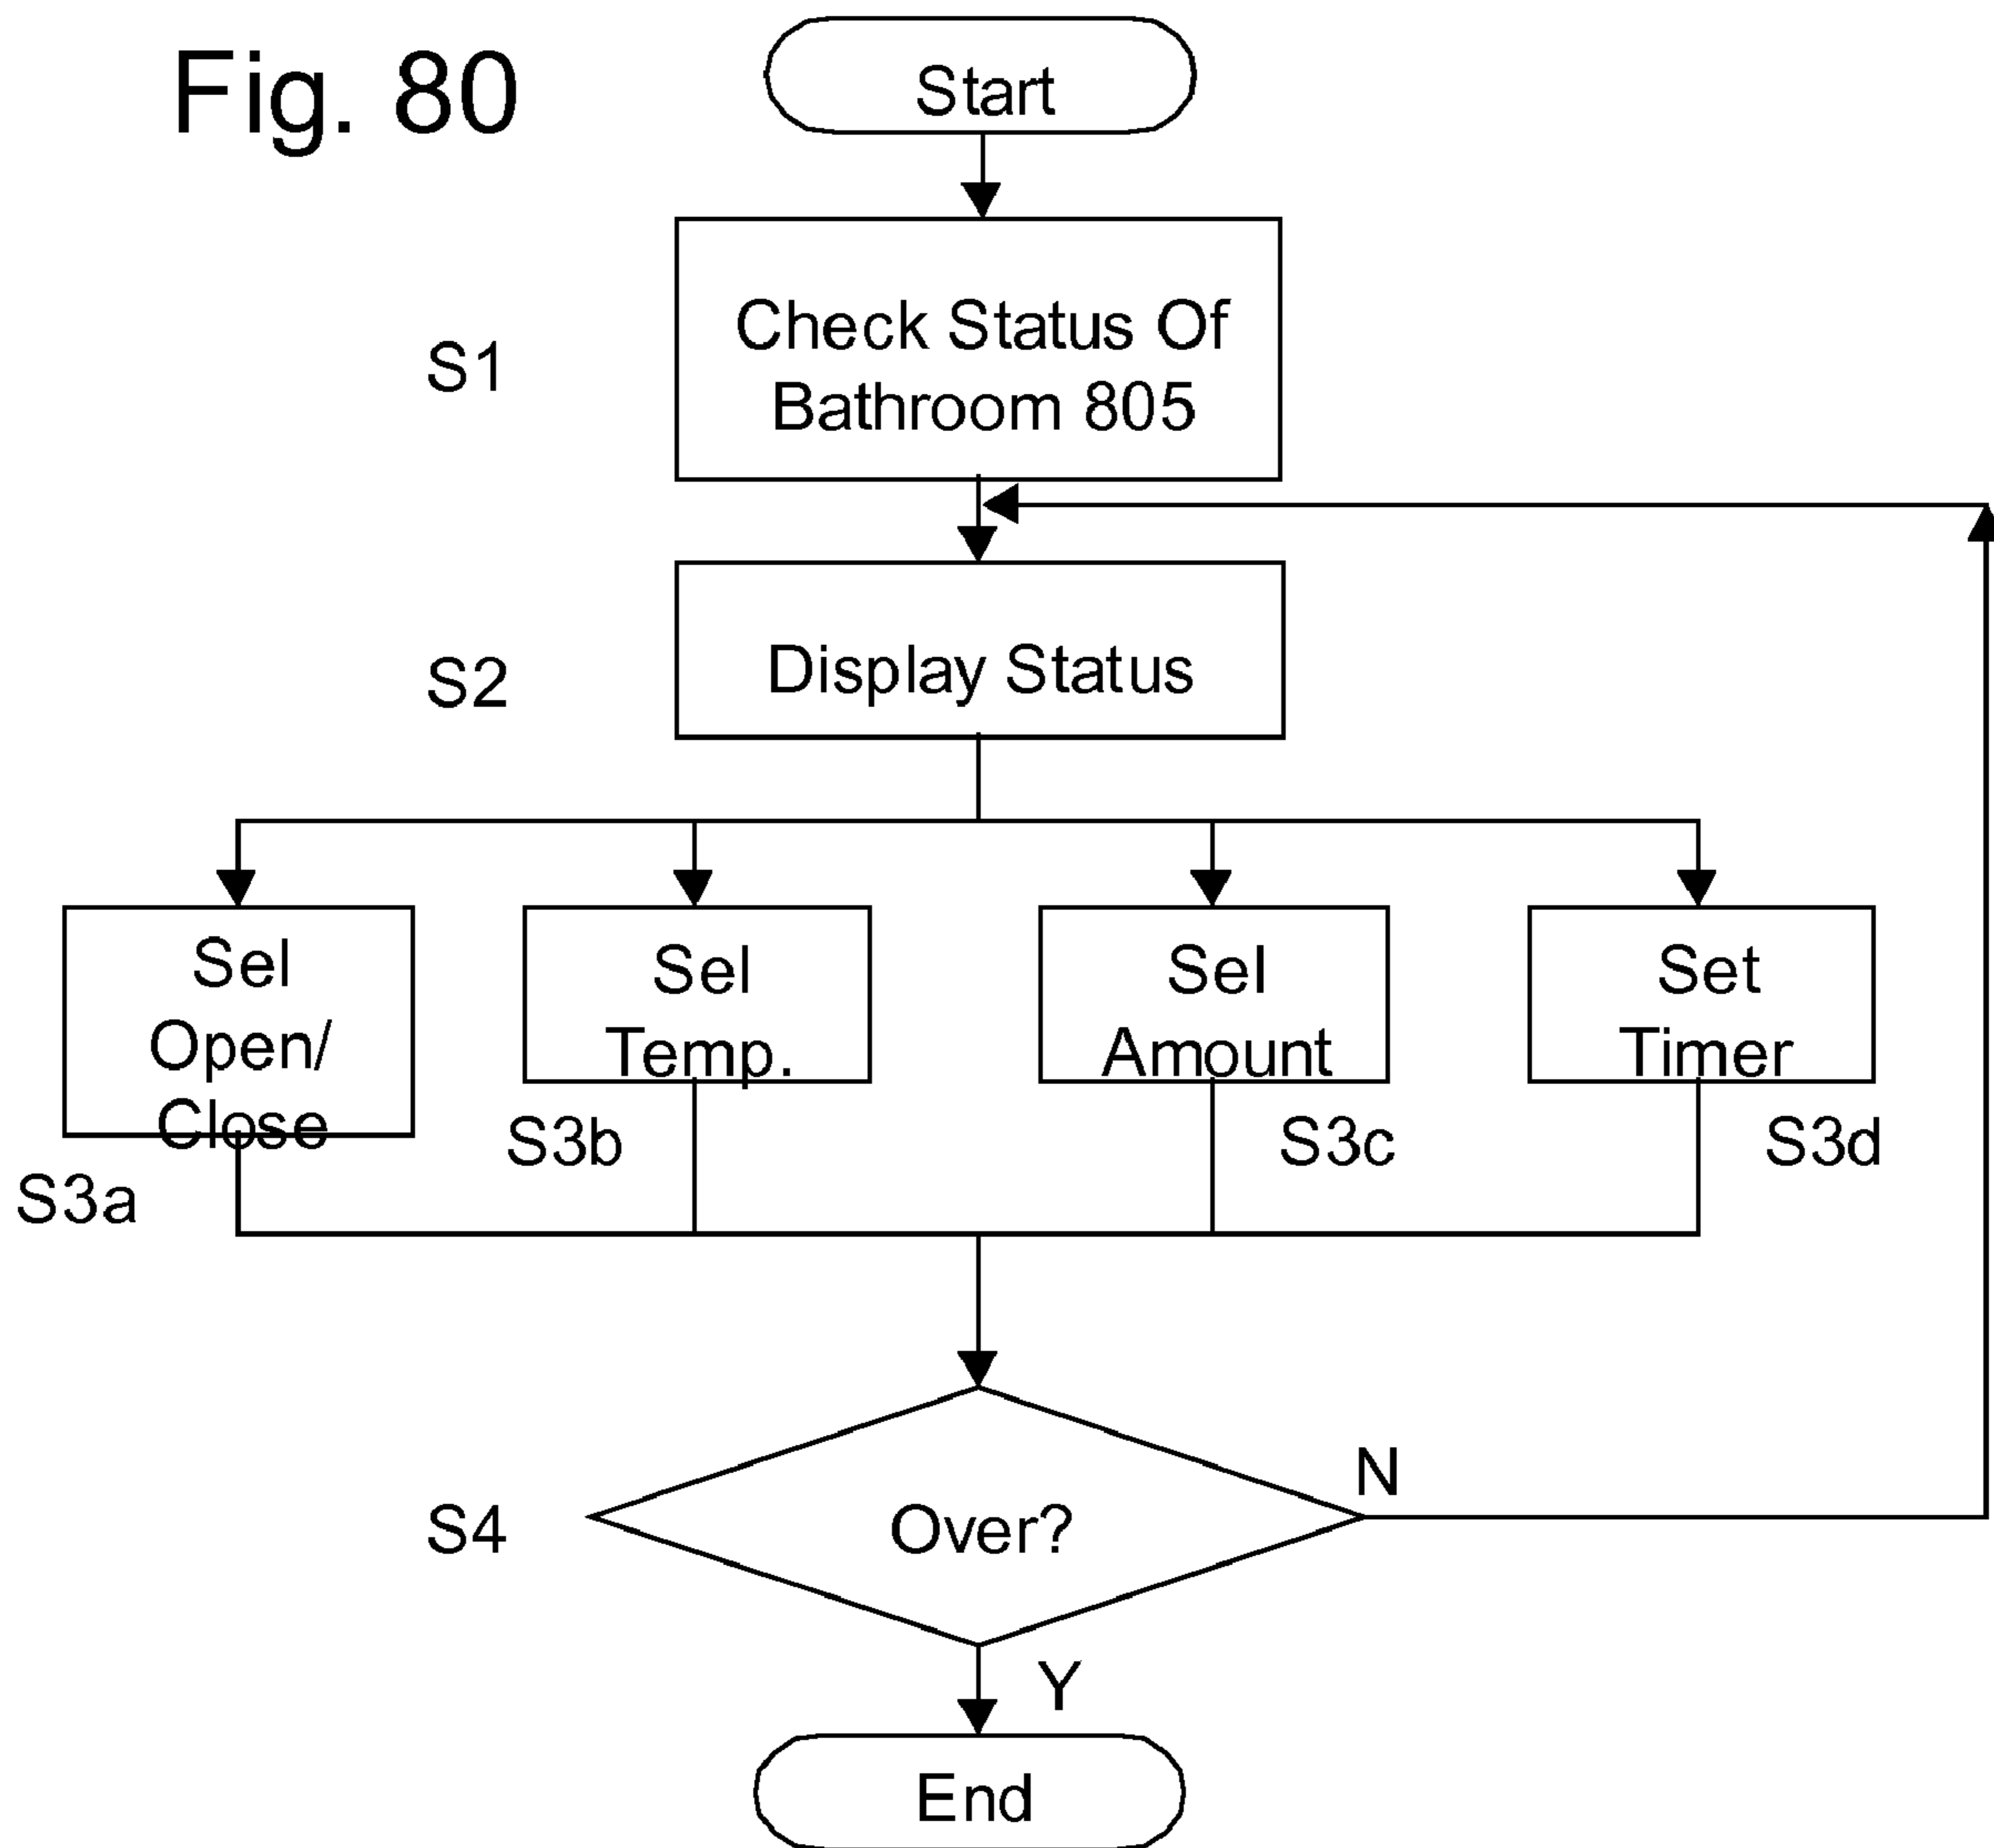 Fig. 80
Start
S1
Check Status Of
Bathroom 805
S2
Display Status
Sel
Open/
Close
S3a
Sel
Temp.
S3b
Sel
Amount
S3c
Set
Timer
S3d
S4
Over?
N
Y
End